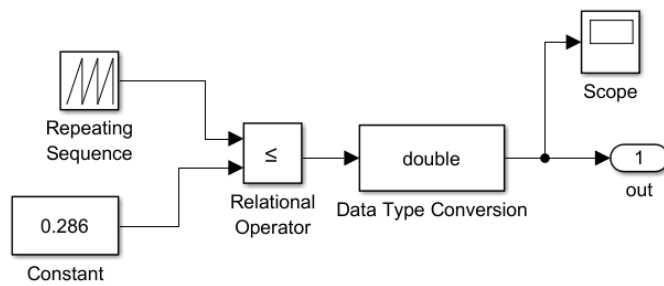 Scope
Repeating
Sequence
≤
double
1
Relational
Operator
Data Type Conversion
out
0.286
Constant